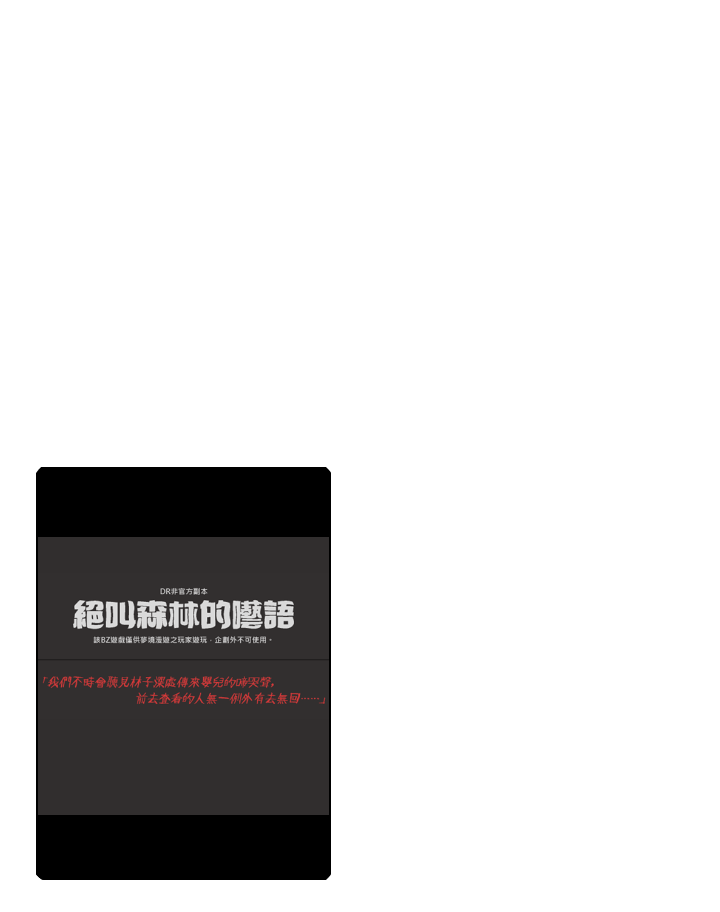 DR非官方劇本
絕叫森林的囈語
該BZ遊戲僅供夢境漫遊之玩家遊玩，企劃外不可使用。
「我們不時會聽見林子深處傳來嬰兒的啼哭聲，
前去查看的人無一例外有去無回……」